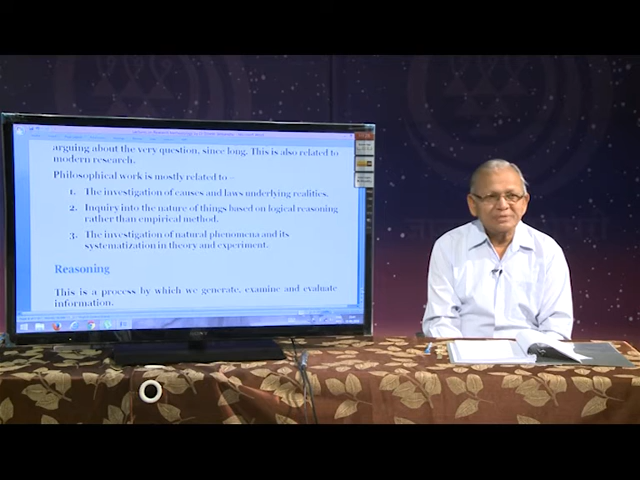 arguing about the very question, since long. This is also related to
modern research.
Philosophical work is mostly related to –
1. The investigation of causes and laws underlying realities.
2. Inquiry into the nature of things based on logical reasoning
rather than empirical method.
3. The investigation of natural phenomena and its
systematization in theory and experiment.
Reasoning
This is a process by which we generate, examine and evaluate
information.